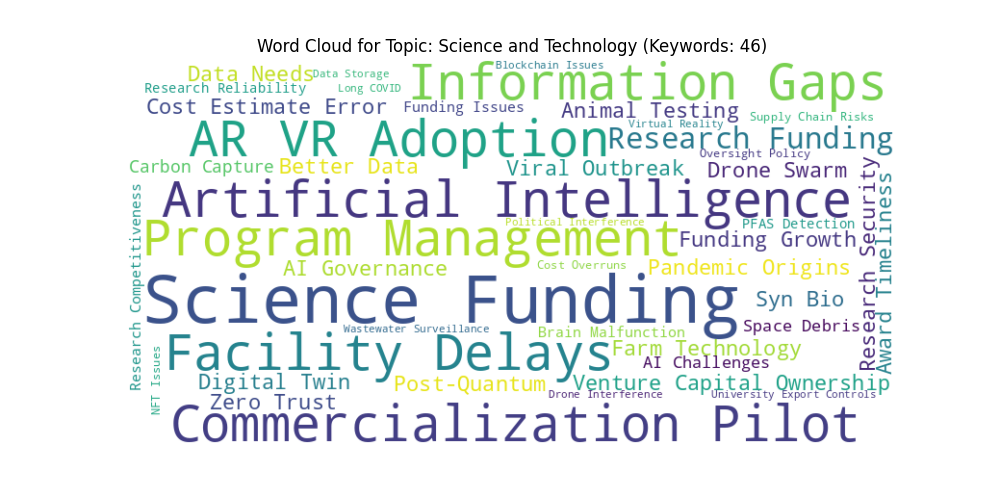 Word Cloud for Topic: Science and Technology (Keywords: 46)
Blockchain Issues
Data Needs
Data Storage
Information Gaps
Research Reliability
Long COVID
Cost Estimate Error
Funding Issues
Animal Testing
Supply Chain Risks
Virtual Reality
AR VR Adoption
Research Funding
Oversight Policy
Carbon Capture
Better Data
Viral Outbreak
Drone Swarm
Artificial Intelligence
Political Interference
PFAS Detection
Program Management
Funding Growth
AI Governance
Cost Overruns
Pandemic Origins
Research Competitiveness
Research Security
Award Timeliness
Science Funding
Syn Bio
Wastewater Surveillance
Brain Malfunction
Space Debris
Facility Delays
Farm Technology
AI Challenges
NFT Issues
Digital Twin
Post-Quantum
Venture Capital Ownership
Drone Interference
University Export Controls
Zero Trust
Commercialization Pilot